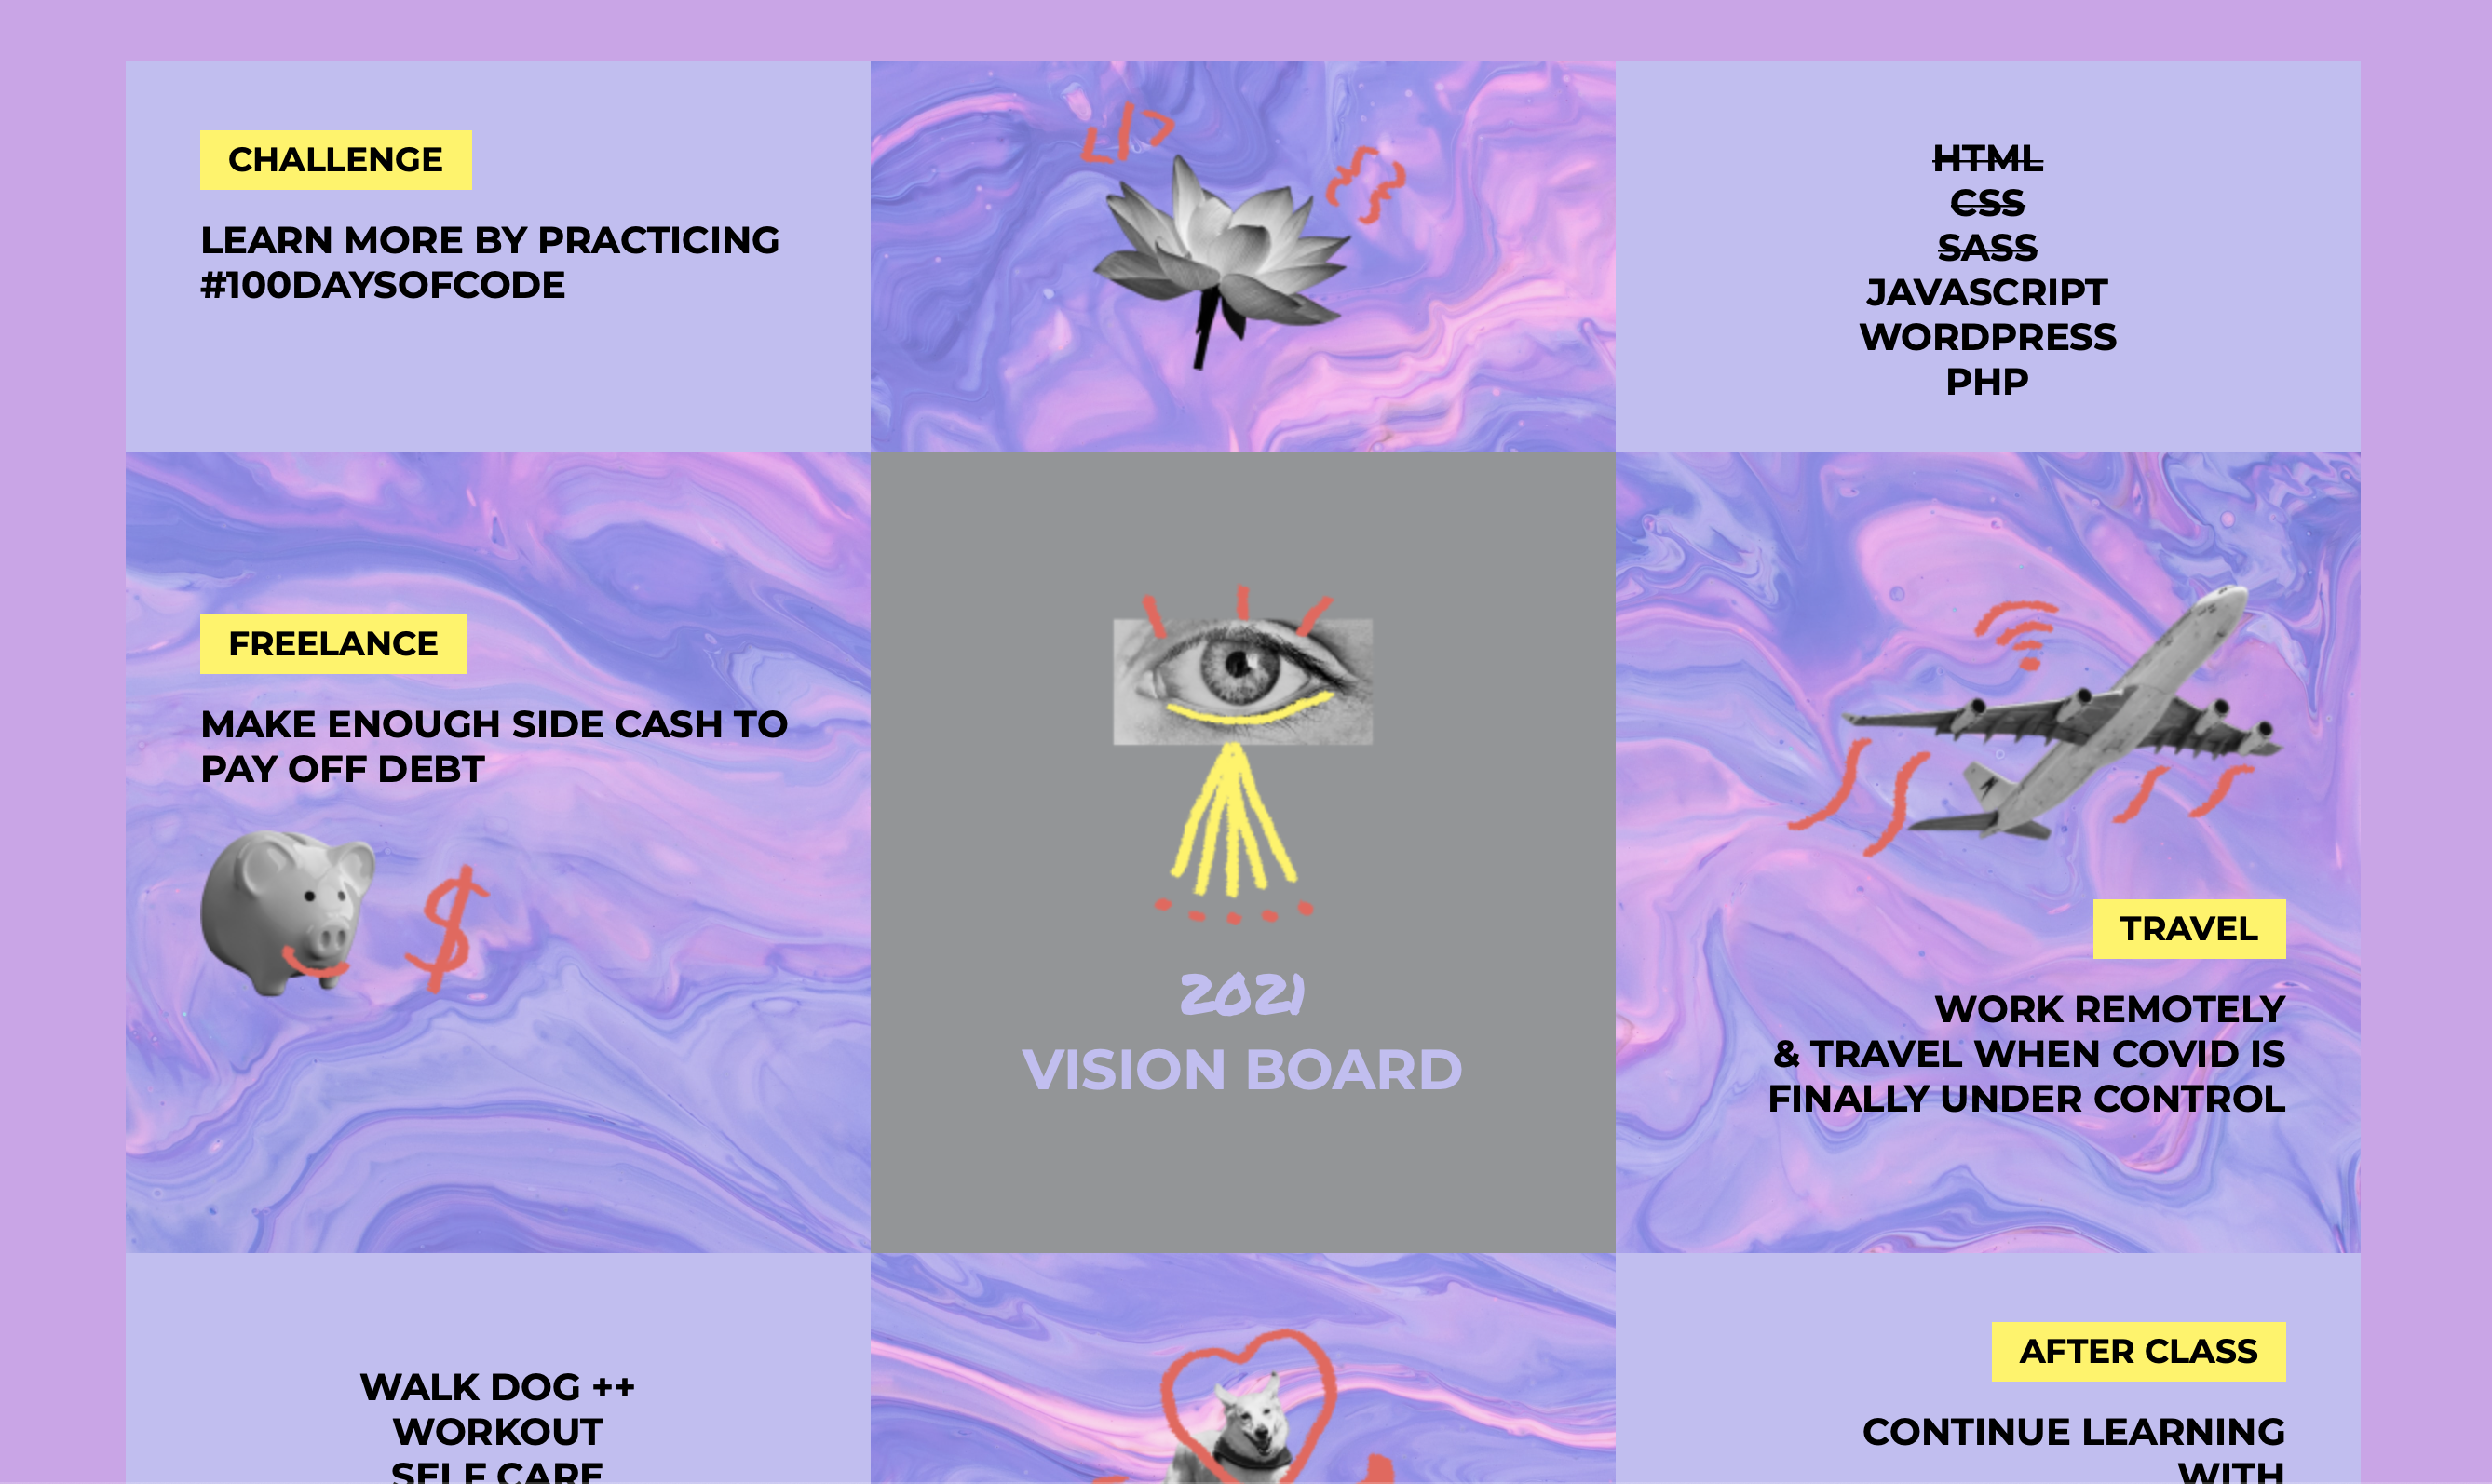 CHALLENGE
LEARN MORE BY PRACTICING
#100DAYSOFCODE
</>
{};
HTML
CSS
SASS
JAVASCRIPT
WORDPRESS
PHP
FREELANCE
MAKE ENOUGH SIDE CASH TO
PAY OFF DEBT
$
2021
VISION BOARD
TRAVEL
WORK REMOTELY
& TRAVEL WHEN COVID IS
FINALLY UNDER CONTROL
WALK DOG ++
WORKOUT
SELF CARE
AFTER CLASS
CONTINUE LEARNING
WITH